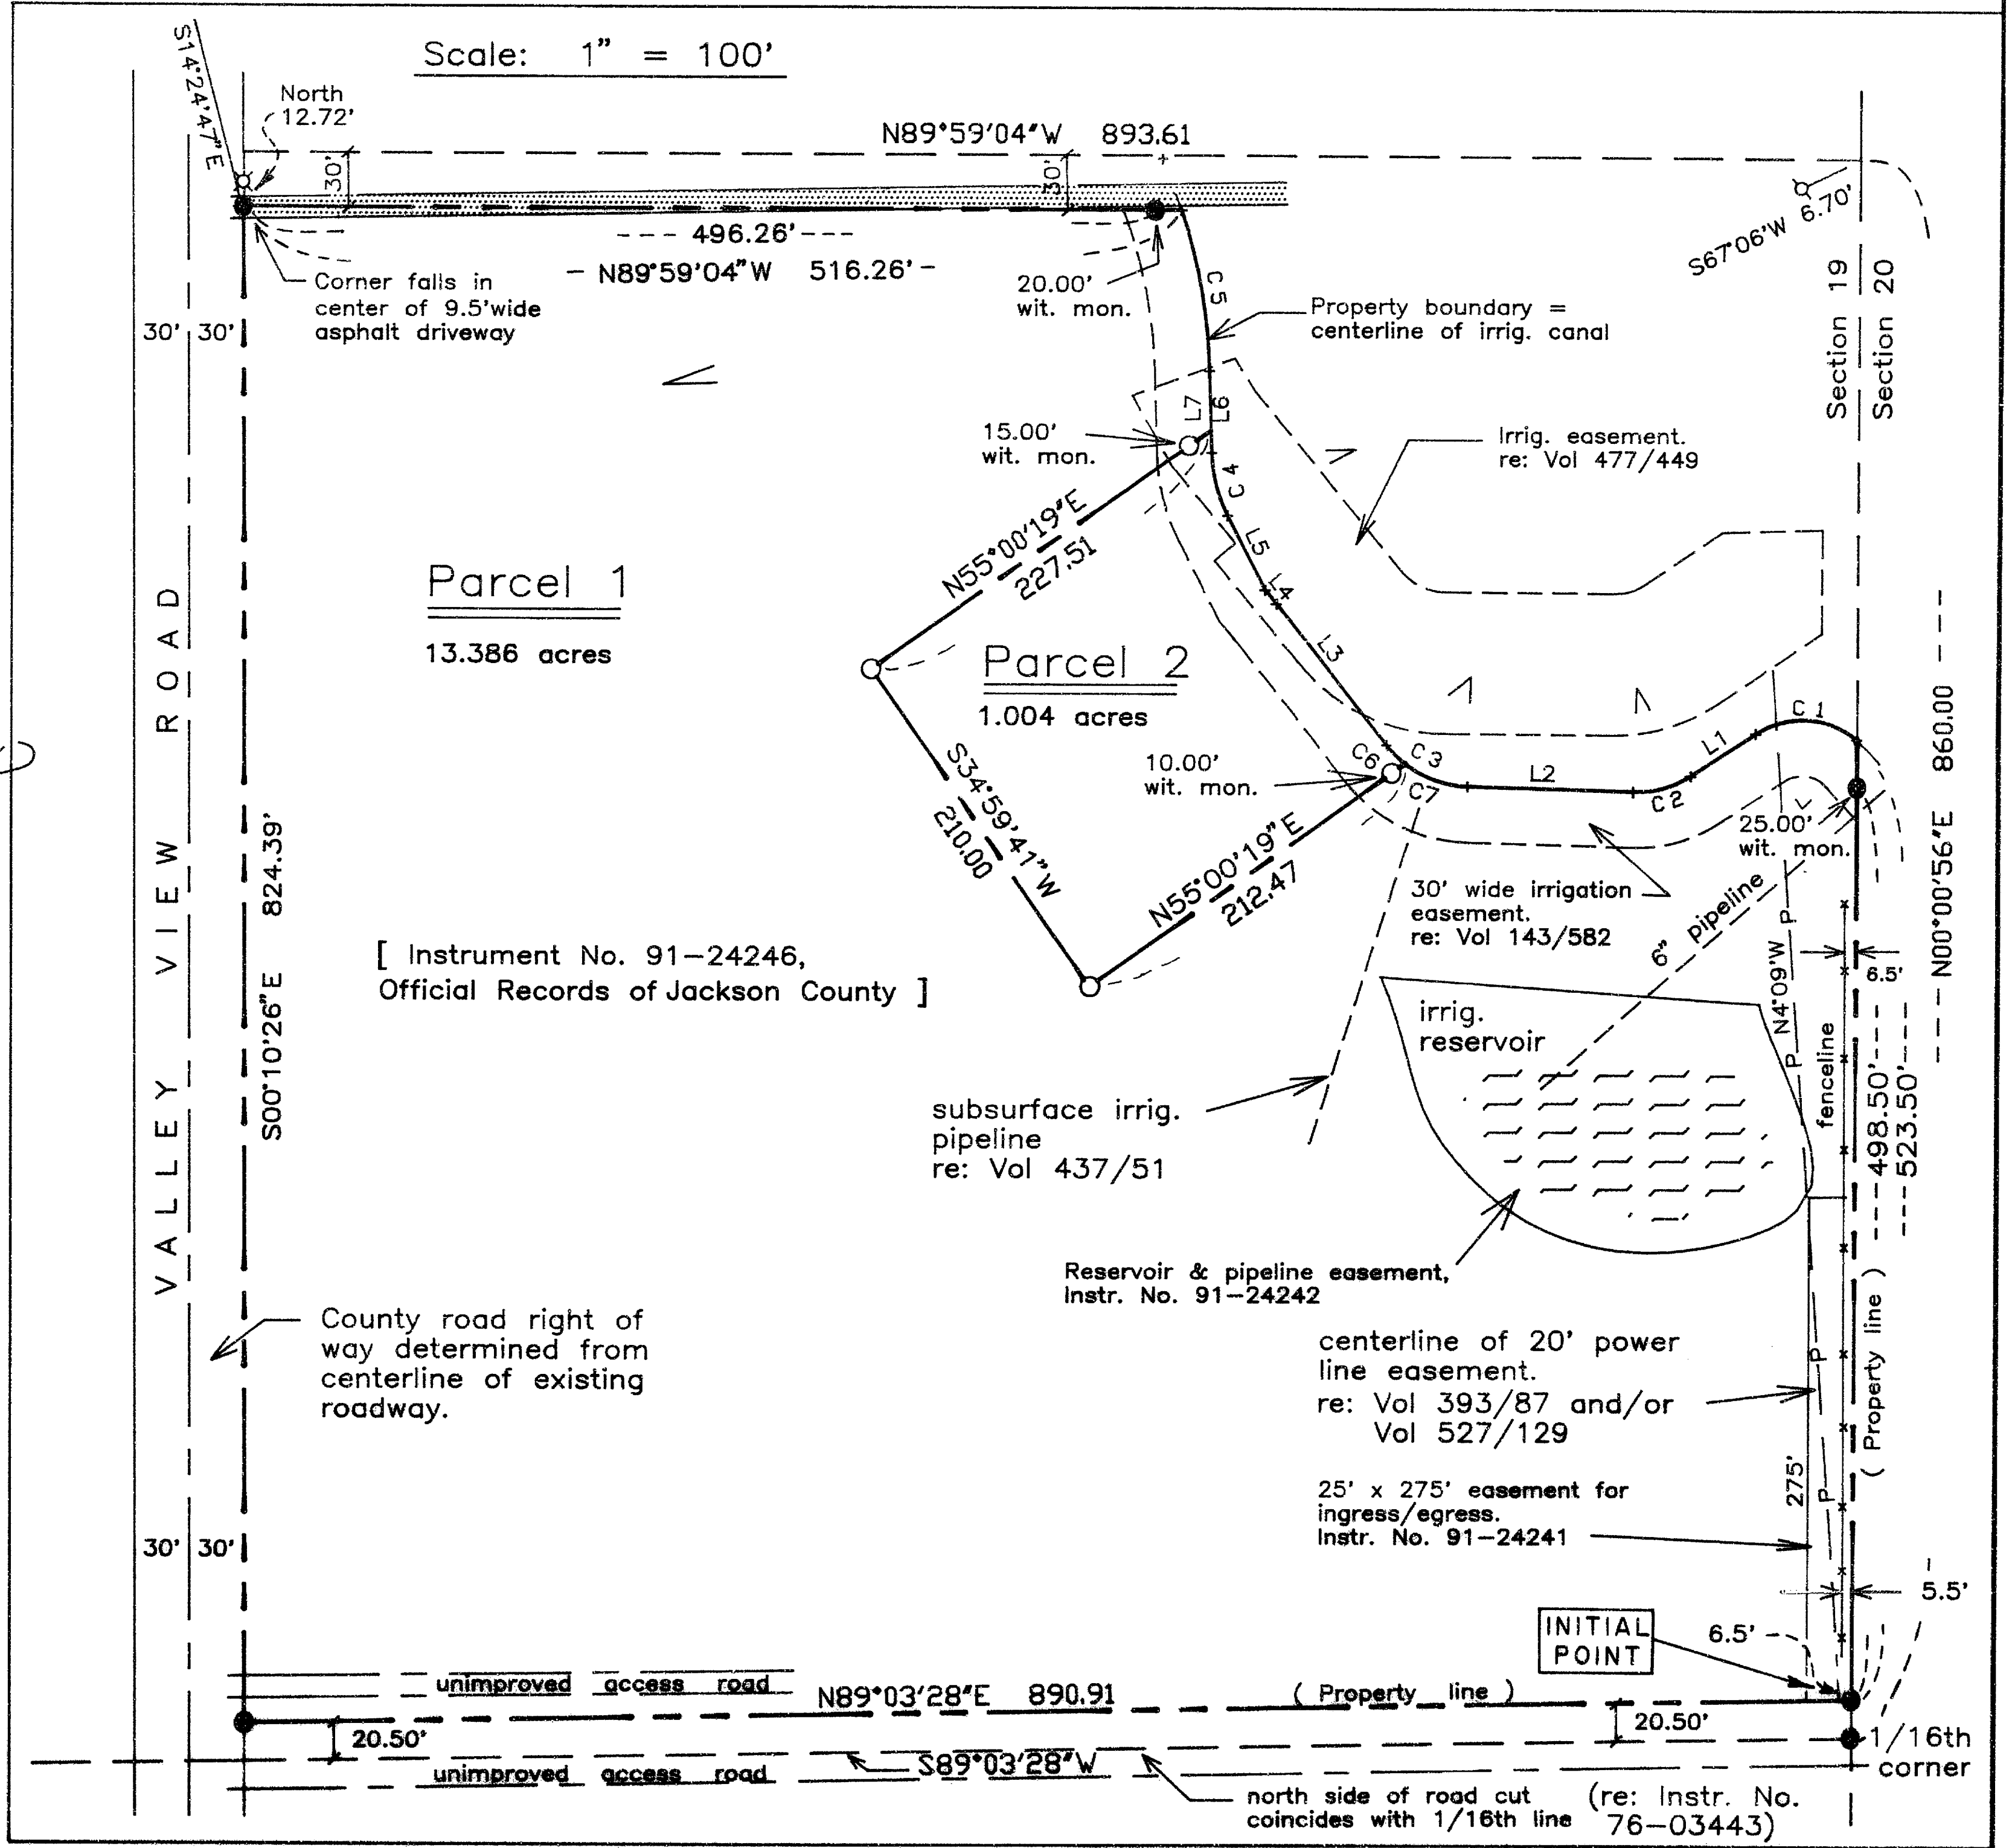 Scale: 1" = 100'
S14°24'47"E
North
12.72'
N89°59'04"W 893.61
30'
30'
--- 496.26'---
- N89°59'04"W 516.26' -
Corner falls in
center of 9.5'wide
asphalt driveway
20.00'
wit. mon.
C5
Property boundary =
centerline of irrig. canal
S67°06'W 6.70'
Section 19
Section 20
30' 30'
L7
L6
15.00'
wit. mon.
Irrig. easement.
re: Vol 477/449
C4
L5
L4
L3
N55°00'19"E
227.51
Parcel 1
13.386 acres
Parcel 2
1.004 acres
VALLEY VIEW ROAD
S00°10'26"E 824.39'
S34°59'41"W
210.00
10.00'
wit. mon.
C6
C3
C7
L2
C2
L1
C1
25.00'
wit. mon.
N55°00'19"E
212.47
30' wide irrigation
easement.
re: Vol 143/582
6" pipeline
P N4°09'W P
6.5'
fenceline
--- N00°00'56"E 860.00 ---
---498.50'---
---523.50'---
[ Instrument No. 91-24246,
Official Records of Jackson County ]
irrig.
reservoir
subsurface irrig.
pipeline
re: Vol 437/51
Reservoir & pipeline easement,
Instr. No. 91-24242
County road right of
way determined from
centerline of existing
roadway.
centerline of 20' power
line easement.
re: Vol 393/87 and/or
Vol 527/129
( Property line )
P
P
275'
25' x 275' easement for
ingress/egress.
Instr. No. 91-24241
30' 30'
5.5'
INITIAL
POINT
6.5'
unimproved access road
N89°03'28"E 890.91 ( Property line )
20.50'
20.50'
S89°03'28"W
1/16th
corner
unimproved access road
north side of road cut
coincides with 1/16th line
(re: Instr. No.
76-03443)